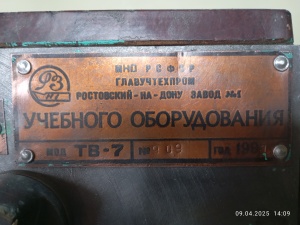 РЗ
МНО РСФСР
ГЛАВУЧТЕХПРОМ
РОСТОВСКИЙ-НА-ДОНУ ЗАВОД №1
УЧЕБНОГО ОБОРУДОВАНИЯ
МОД ТВ-7 № ГОД
09.04.2025 14:09